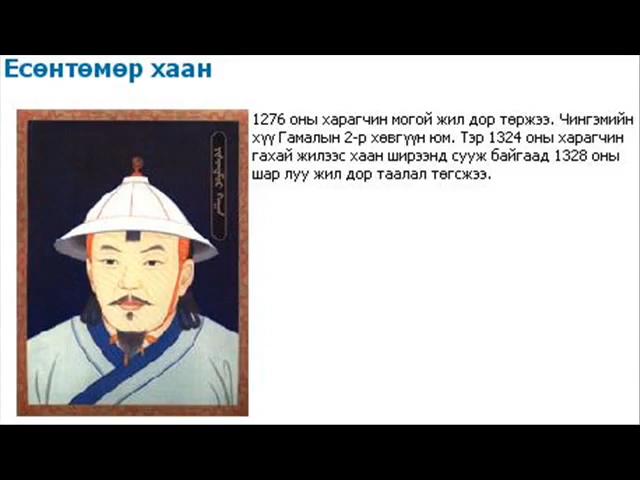 Есөнтөмөр хаан
1276 оны харагчин могой жил дор төржээ. Чингэмийн
хүү Гамалын 2-р хөвгүүн юм. Тэр 1324 оны харагчин
гахай жилээс хаан ширээнд сууж байгаад 1328 оны
шар луу жил дор таалал төгсжээ.